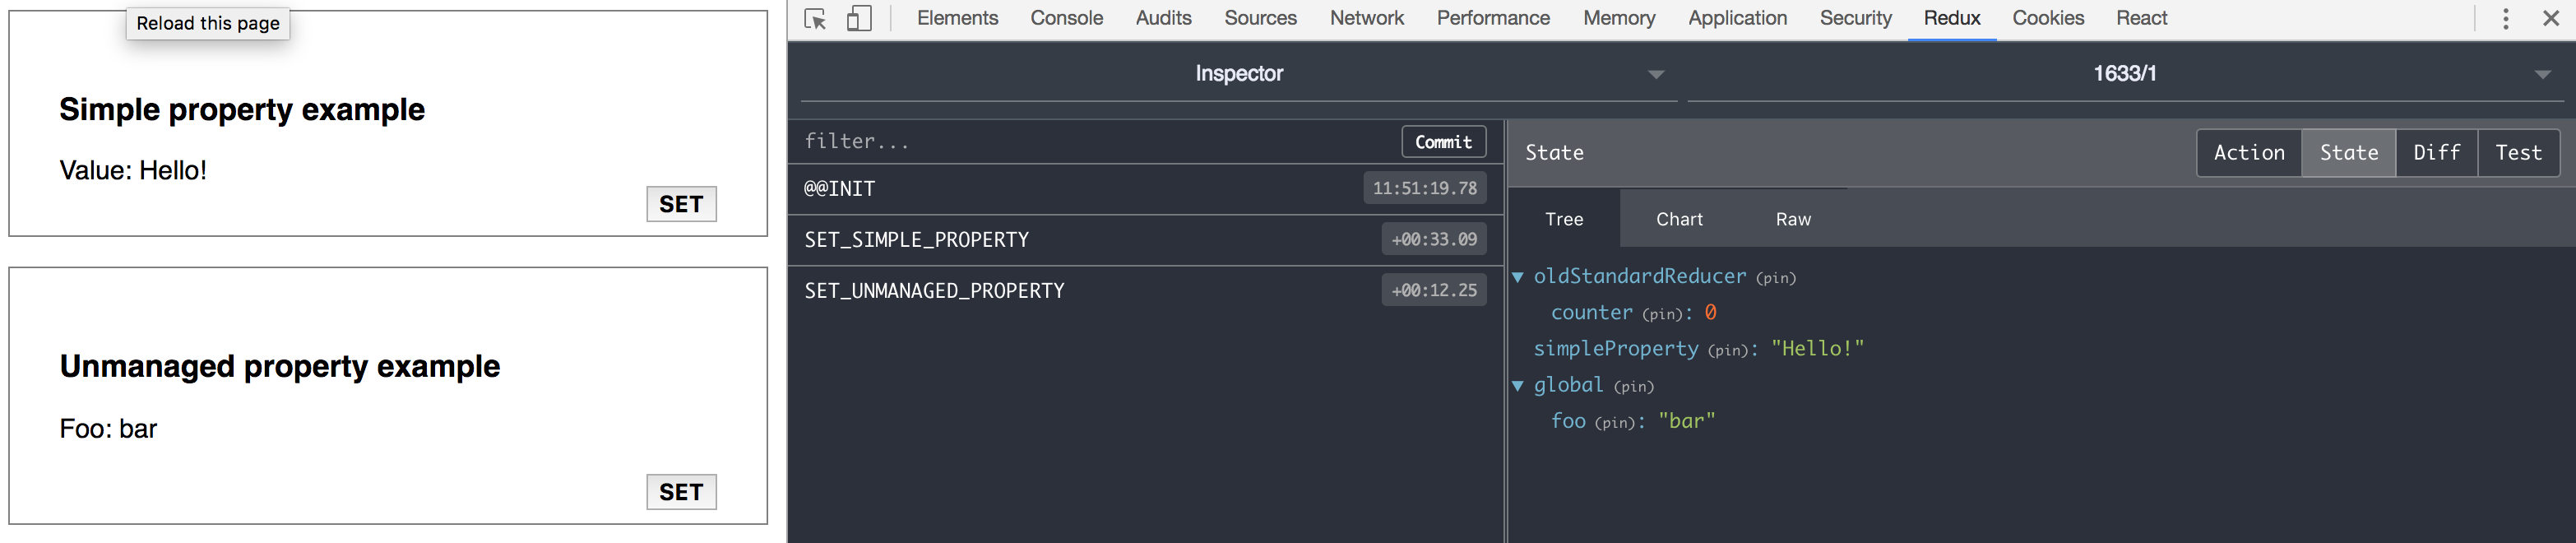 Reload this page
Simple property example
Value: Hello!
SET
Unmanaged property example
Foo: bar
SET
Elements Console Audits Sources Network Performance Memory Application Security Redux Cookies React
Inspector 1633/1
filter... Commit
@@INIT 11:51:19.78
SET_SIMPLE_PROPERTY +00:33.09
SET_UNMANAGED_PROPERTY +00:12.25
State Action State Diff Test
Tree Chart Raw
oldStandardReducer (pin)
counter (pin): 0
simpleProperty (pin): "Hello!"
global (pin)
foo (pin): "bar"